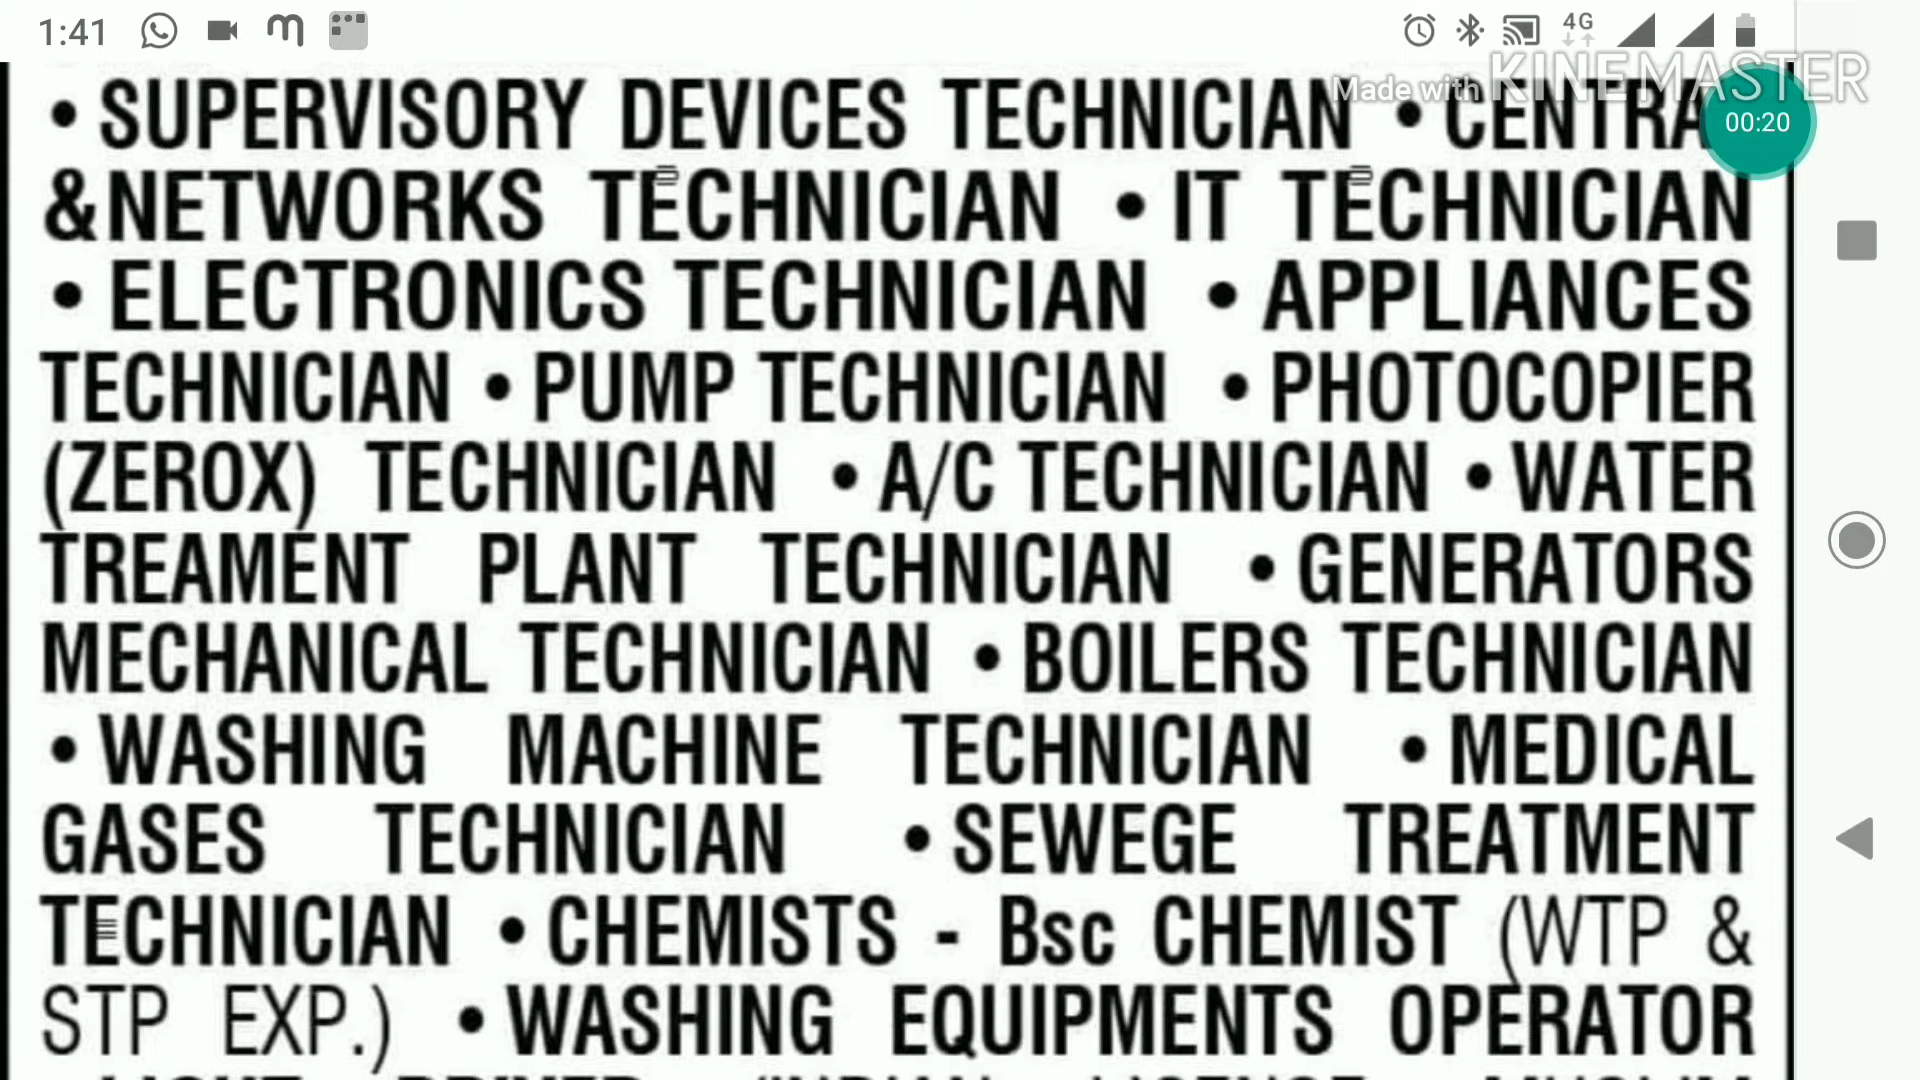 1:41
4G
Made with KINEMASTER
00:20
• SUPERVISORY DEVICES TECHNICIAN •
&NETWORKS TECHNICIAN • IT TECHNICIAN
• ELECTRONICS TECHNICIAN • APPLIANCES
TECHNICIAN • PUMP TECHNICIAN • PHOTOCOPIER
(ZEROX) TECHNICIAN • A/C TECHNICIAN • WATER
TREAMENT PLANT TECHNICIAN • GENERATORS
MECHANICAL TECHNICIAN • BOILERS TECHNICIAN
• WASHING MACHINE TECHNICIAN • MEDICAL
GASES TECHNICIAN • SEWEGE TREATMENT
TECHNICIAN • CHEMISTS - Bsc CHEMIST (WTP &
STP EXP.) • WASHING EQUIPMENTS OPERATOR